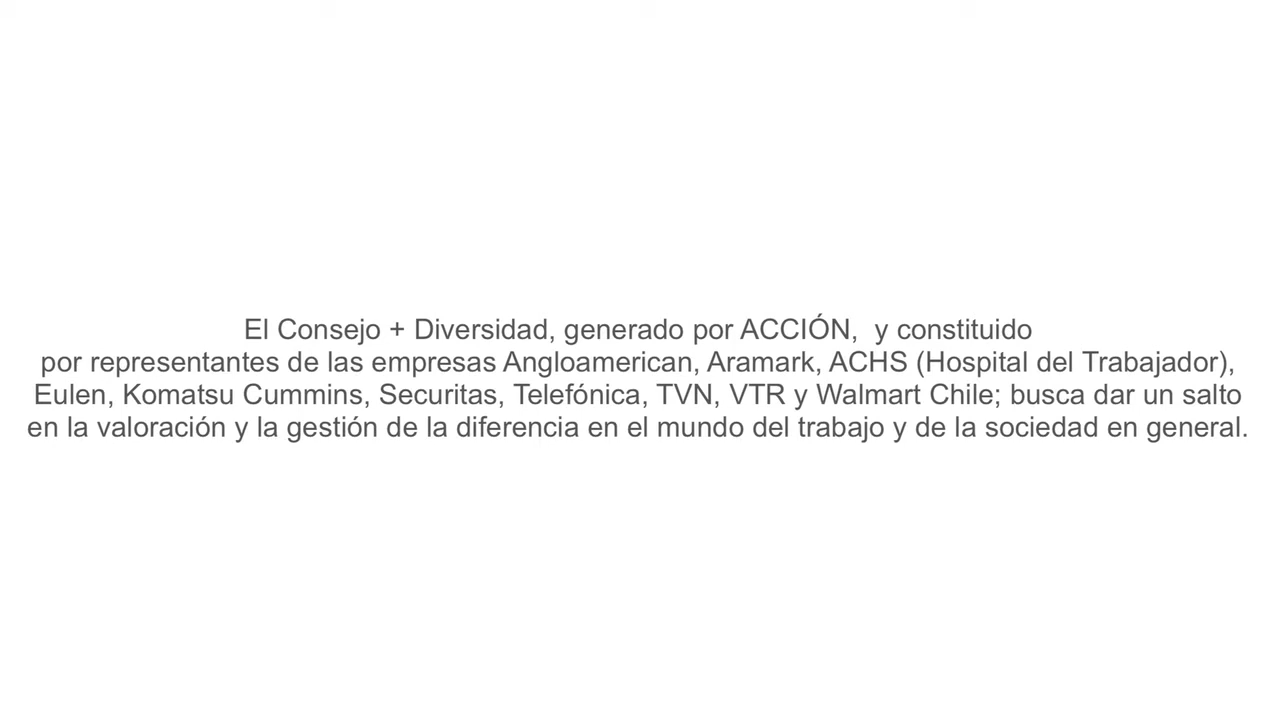 El Consejo + Diversidad, generado por ACCIÓN,  y constituido
por representantes de las empresas Angloamerican, Aramark, ACHS (Hospital del Trabajador),
Eulen, Komatsu Cummins, Securitas, Telefónica, TVN, VTR y Walmart Chile; busca dar un salto
en la valoración y la gestión de la diferencia en el mundo del trabajo y de la sociedad en general.